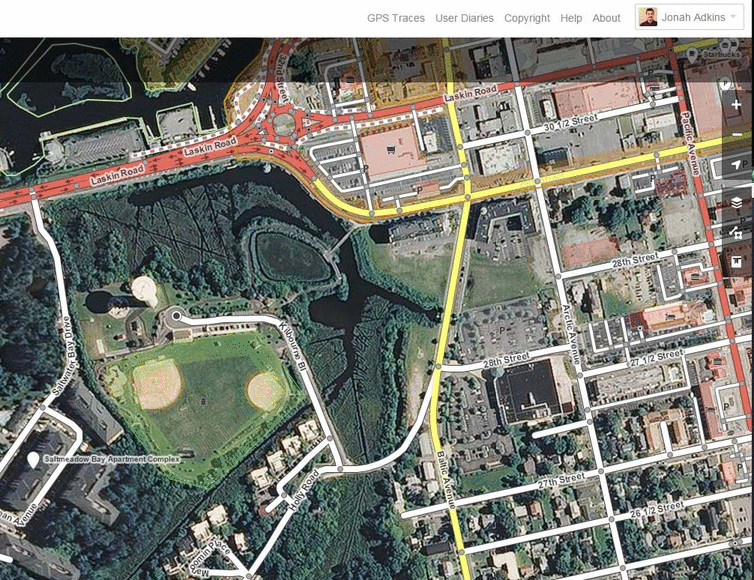 GPS Traces User Diaries Copyright Help About Jonah Adkins
Starbucks
Laskin Road
30 1/2 Street
Laskin Road
Pacific Avenue
Laskin Road
28th Street
Saltwater Bay Drive
Kilbourne
Arctic Avenue
27 1/2 Street
28th Street
P
P
Saltmeadow Bay Apartment Complex
Baltic Avenue
Holly Road
27th Street
26 1/2 Street